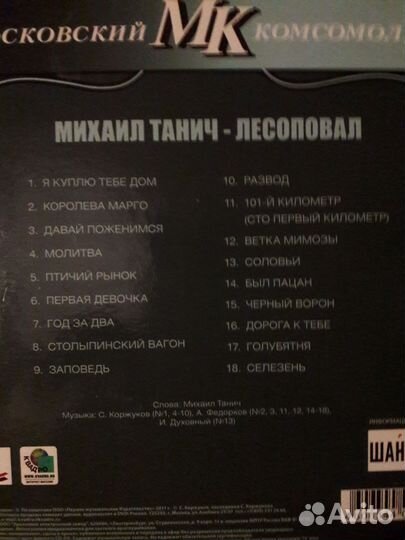 СКОВСКИЙ МК КОМСОМОЛ
МИХАИЛ ТАНИЧ - ЛЕСОПОВАЛ
1. Я КУПЛЮ ТЕБЕ ДОМ
2. КОРОЛЕВА МАРГО
3. ДАВАЙ ПОЖЕНИМСЯ
4. МОЛИТВА
5. ПТИЧИЙ РЫНОК
6. ПЕРВАЯ ДЕВОЧКА
7. ГОД ЗА ДВА
8. СТОЛЫПИНСКИЙ ВАГОН
9. ЗАПОВЕДЬ
10. РАЗВОД
11. 101-Й КИЛОМЕТР
(СТО ПЕРВЫЙ КИЛОМЕТР)
12. ВЕТКА МИМОЗЫ
13. СОЛОВЬИ
14. БЫЛ ПАЦАН
15. ЧЕРНЫЙ ВОРОН
16. ДОРОГА К ТЕБЕ
17. ГОЛУБЯТНЯ
18. СЕЛЕЗЕНЬ
Слова: Михаил Танич
Музыка: С. Коржуков (№1, 4-10), А. Федорков (№2, 3, 11, 12, 14-18),
И. Духовный (№13)
КВАДРО
ИНФОРМАЦ
ШАН
Avito